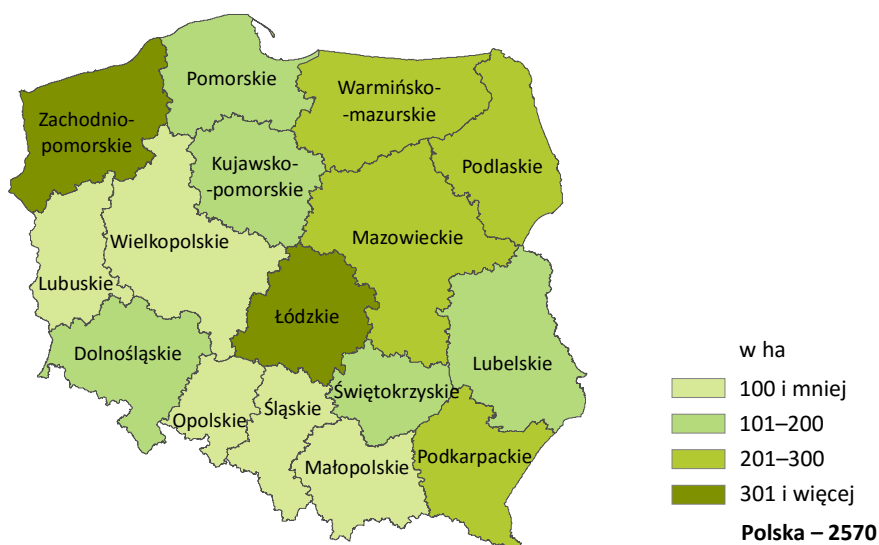 Pomorskie
Warmińsko-
-mazurskie
Zachodnio-
pomorskie
Podlaskie
Kujawsko-
-pomorskie
Mazowieckie
Wielkopolskie
Lubuskie
Łódzkie
Dolnośląskie
Lubelskie
Świętokrzyskie
Opolskie
Śląskie
Małopolskie
Podkarpackie
w ha
100 i mniej
101–200
201–300
301 i więcej
Polska – 2570